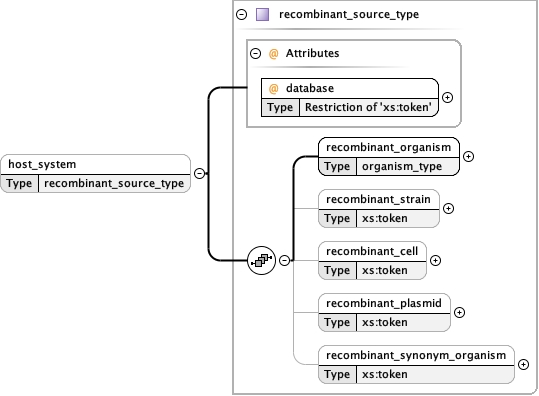 recombinant_source_type
@ Attributes
@ database
Type Restriction of 'xs:token'
host_system
Type recombinant_source_type
recombinant_organism
Type organism_type
recombinant_strain
Type xs:token
recombinant_cell
Type xs:token
recombinant_plasmid
Type xs:token
recombinant_synonym_organism
Type xs:token